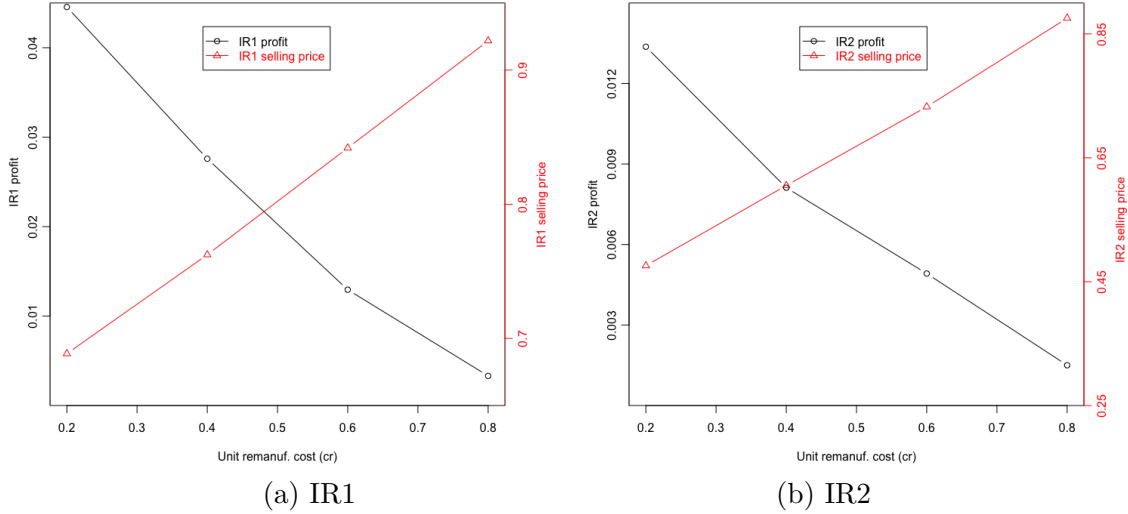 IR1 profit
IR1 selling price
0.04
0.03
0.02
0.01
IR1 profit
0.9
0.8
0.7
IR1 selling price
0.2
0.3
0.4
0.5
0.6
0.7
0.8
Unit remanuf. cost (cr)
(a) IR1
IR2 profit
IR2 selling price
0.012
0.009
0.006
0.003
IR2 profit
0.85
0.65
0.45
0.25
IR2 selling price
0.2
0.3
0.4
0.5
0.6
0.7
0.8
Unit remanuf. cost (cr)
(b) IR2